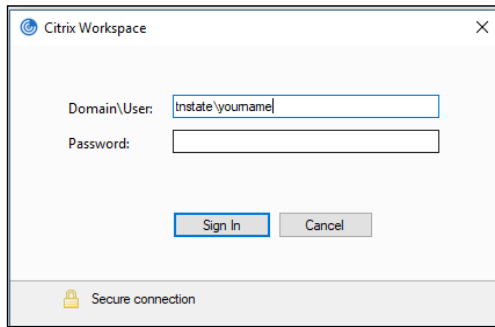 Citrix Workspace
Domain\User: tnstate\yourname
Password:
Sign In Cancel
Secure connection